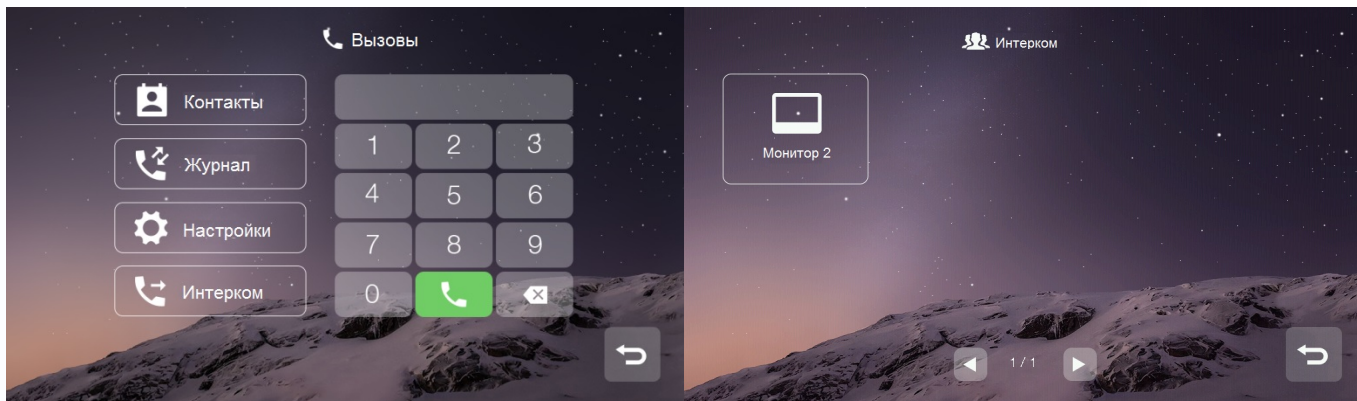 Вызовы
Контакты
Журнал
Настройки
Интерком
1 2 3
4 5 6
7 8 9
0
Интерком
Монитор 2
1 / 1